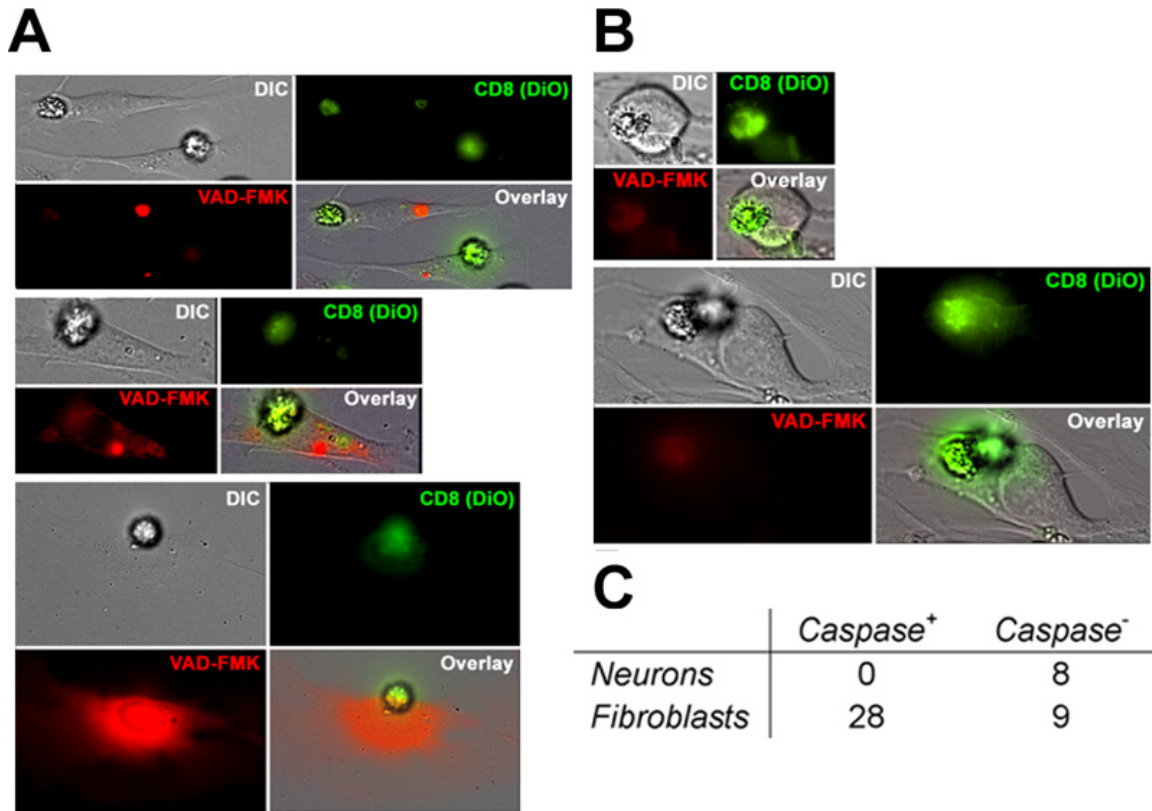 A
DIC
CD8 (DiO)
VAD-FMK
Overlay
DIC
CD8 (DiO)
VAD-FMK
Overlay
DIC
CD8 (DiO)
VAD-FMK
Overlay
B
DIC
CD8 (DiO)
VAD-FMK
Overlay
DIC
CD8 (DiO)
VAD-FMK
Overlay
C
Caspase⁺ Caspase⁻
Neurons 0 8
Fibroblasts 28 9